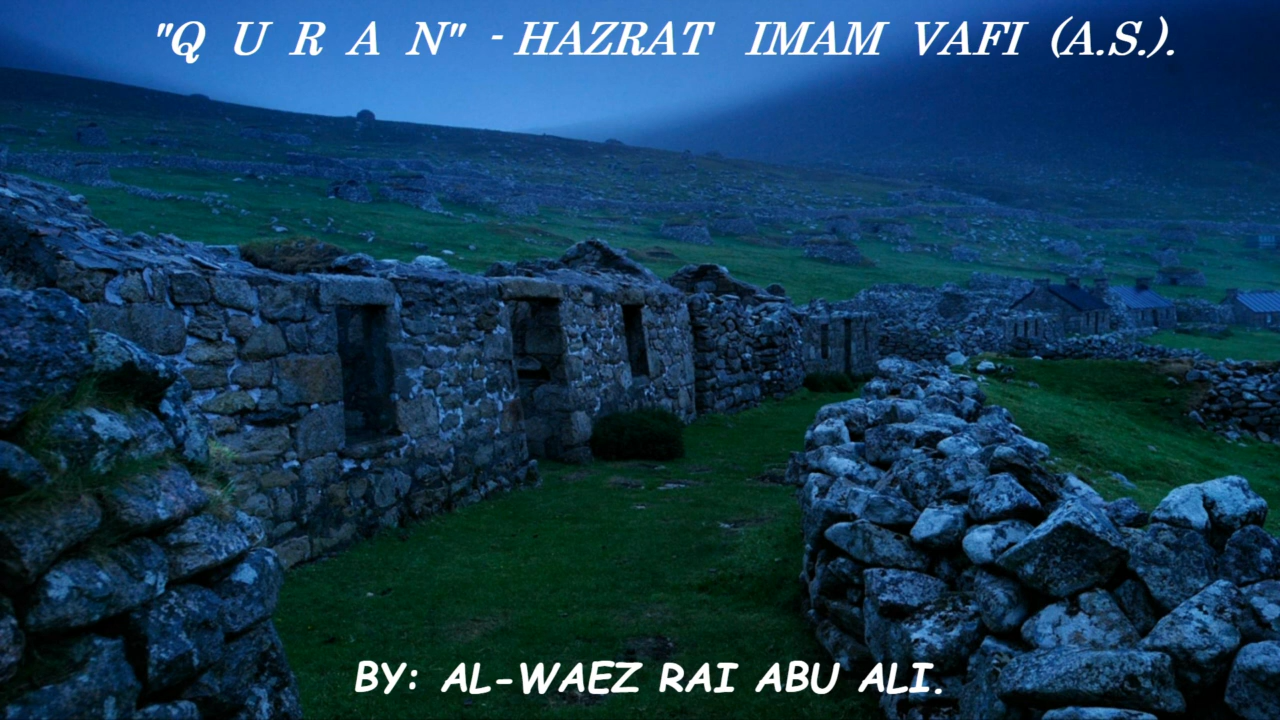 "Q U R A N" - HAZRAT IMAM VAFI (A.S.).
BY: AL-WAEZ RAI ABU ALI.